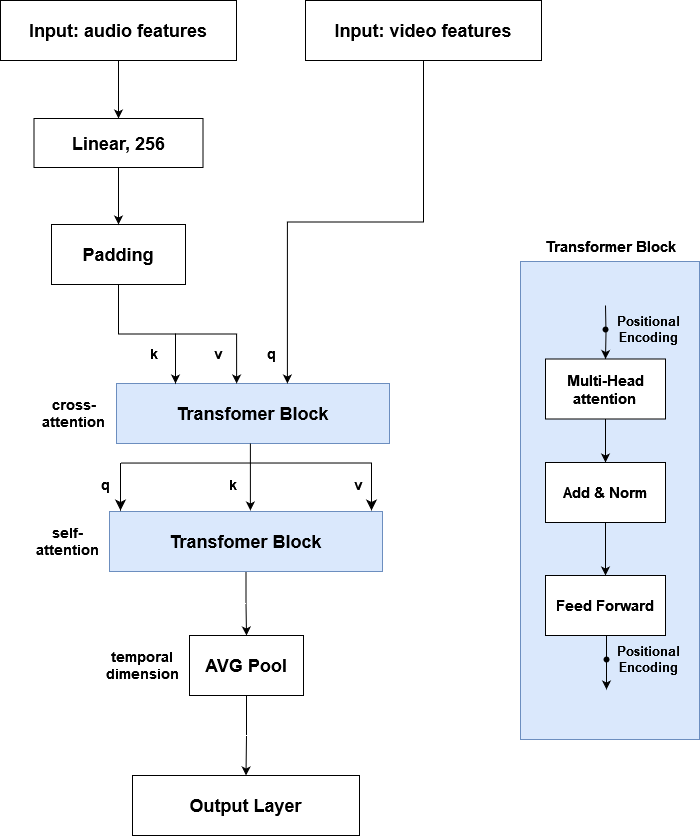 Input: audio features
Input: video features
Linear, 256
Padding
k
v
q
cross-
attention
Transfomer Block
q
k
v
self-
attention
Transfomer Block
temporal
dimension
AVG Pool
Output Layer
Transformer Block
Positional
Encoding
Multi-Head
attention
Add & Norm
Feed Forward
Positional
Encoding